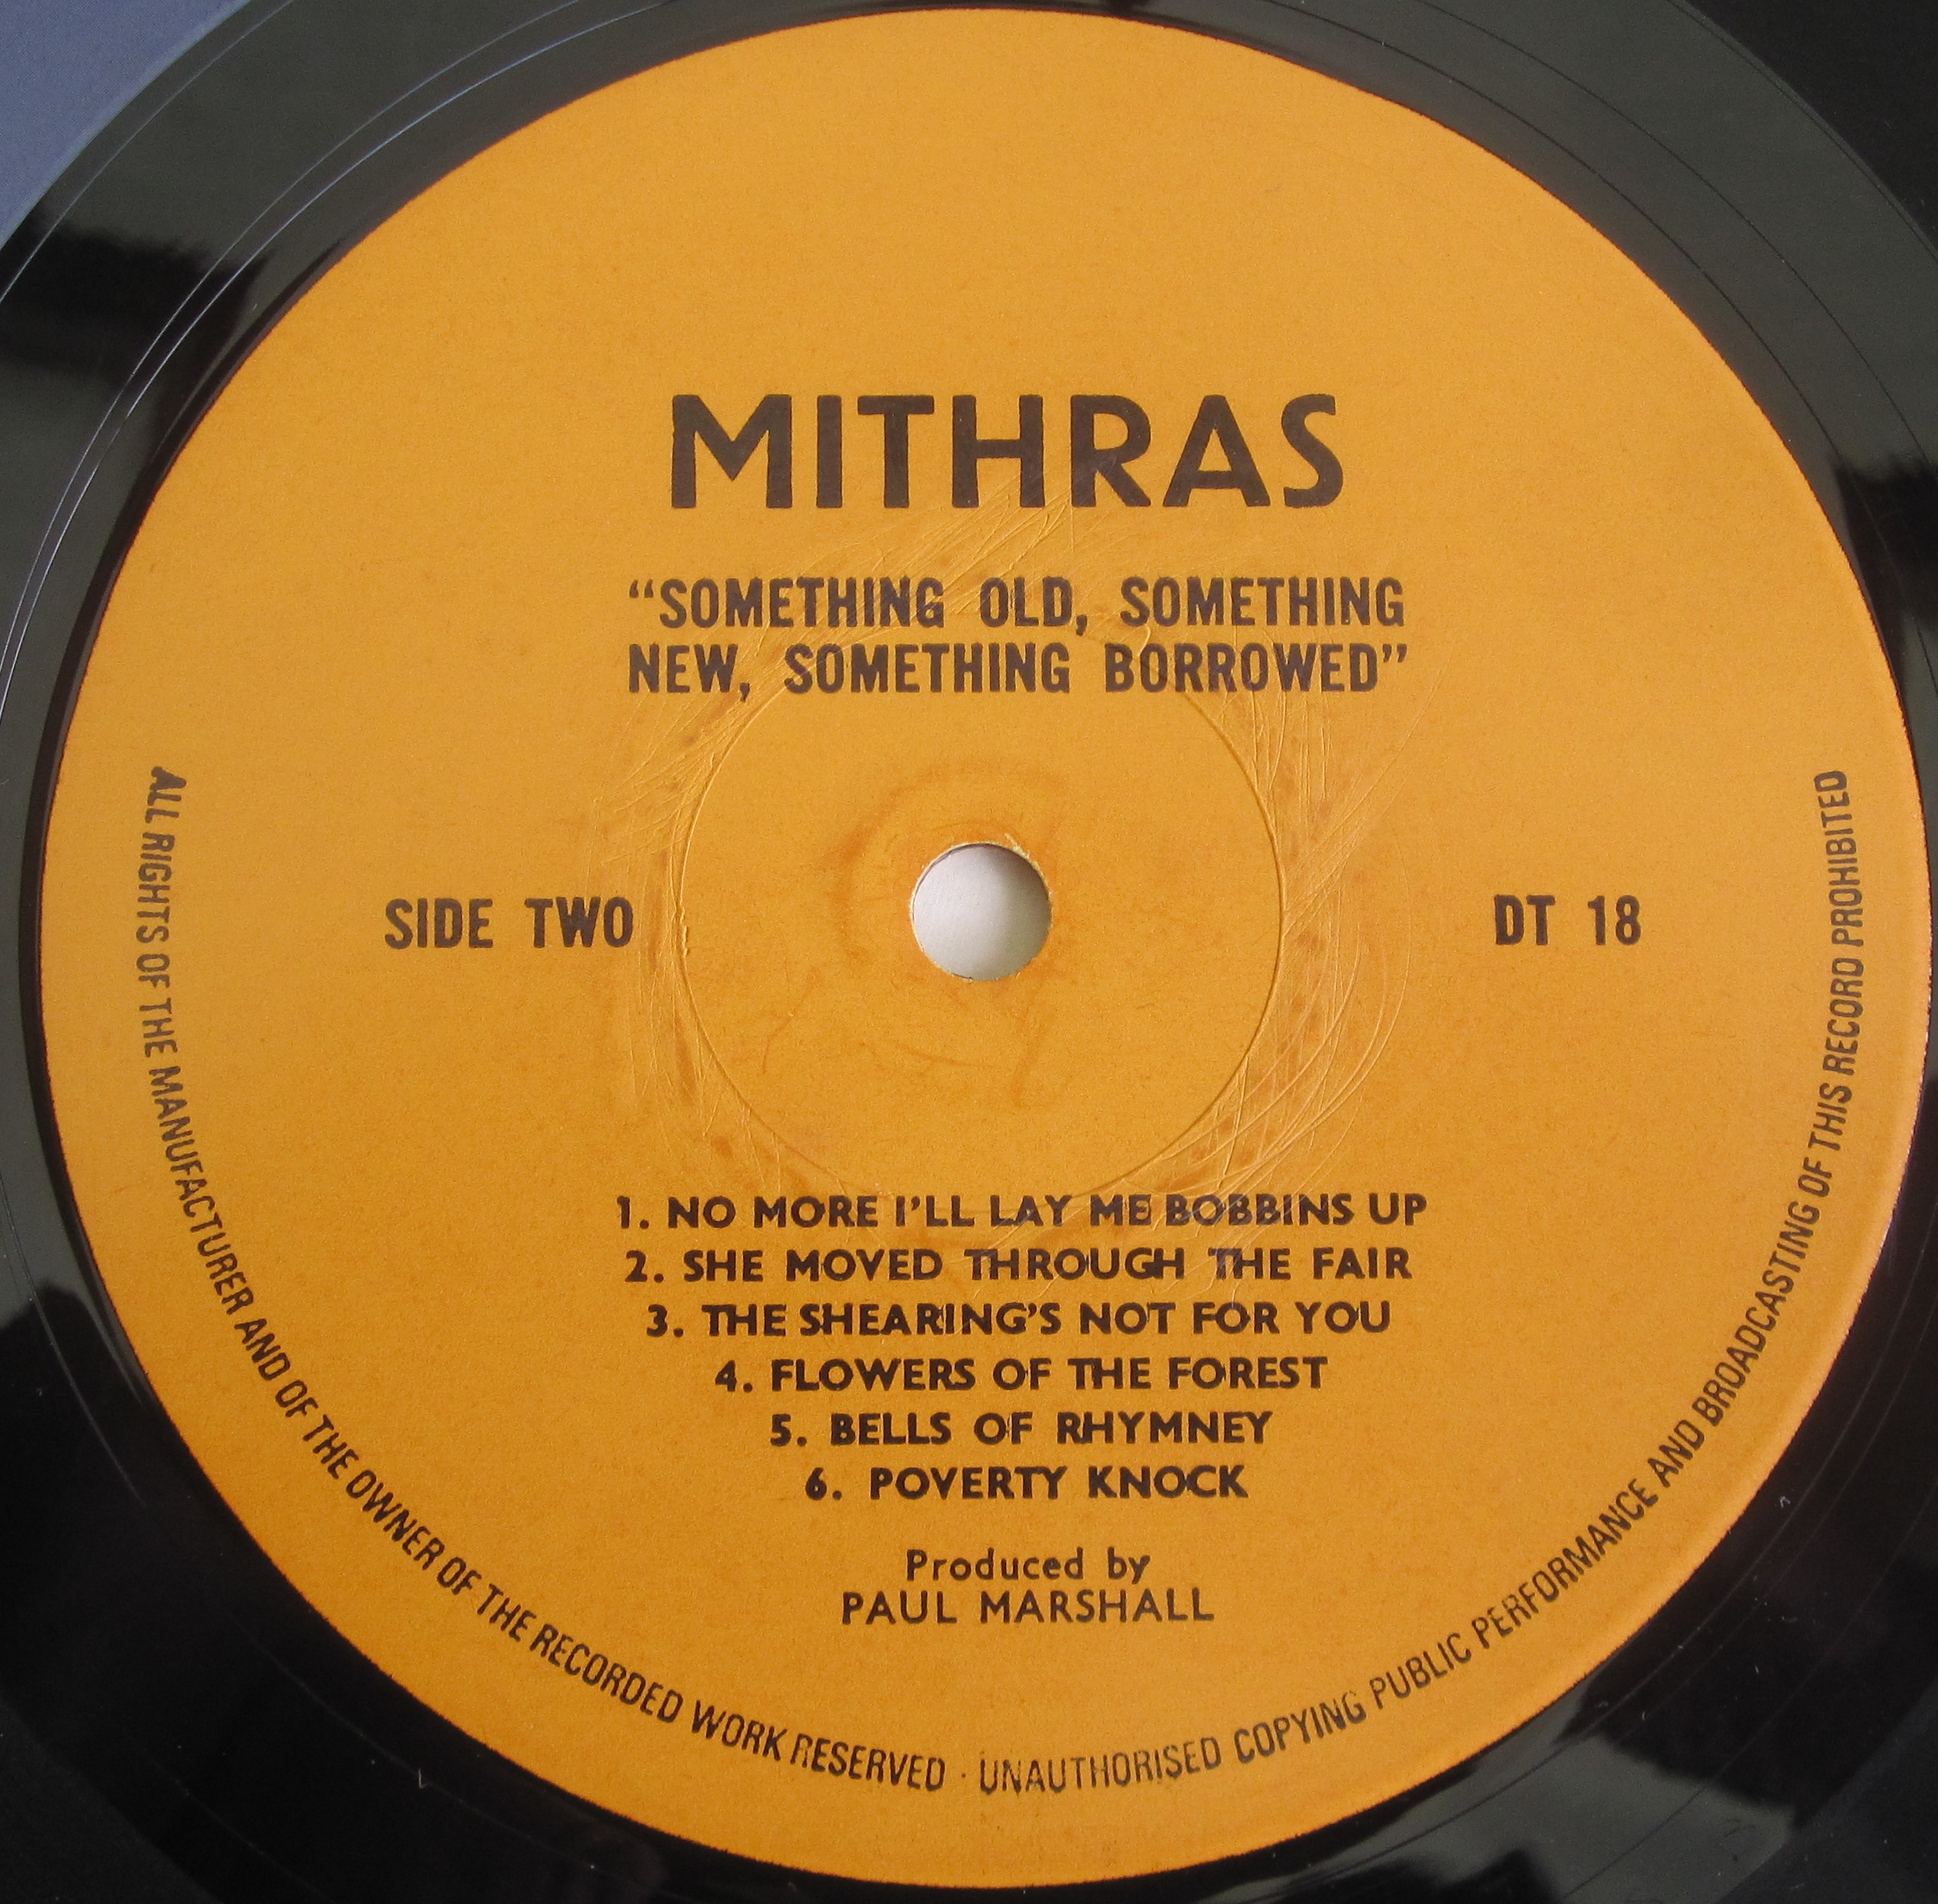 MITHRAS
“SOMETHING OLD, SOMETHING
NEW, SOMETHING BORROWED”
SIDE TWO
DT 18
1. NO MORE I'LL LAY ME BOBBINS UP
2. SHE MOVED THROUGH THE FAIR
3. THE SHEARING'S NOT FOR YOU
4. FLOWERS OF THE FOREST
5. BELLS OF RHYMNEY
6. POVERTY KNOCK
Produced by
PAUL MARSHALL
ALL RIGHTS OF THE MANUFACTURER AND OF THE OWNER OF THE RECORDED WORK RESERVED · UNAUTHORISED COPYING PUBLIC PERFORMANCE AND BROADCASTING OF THIS RECORD PROHIBITED